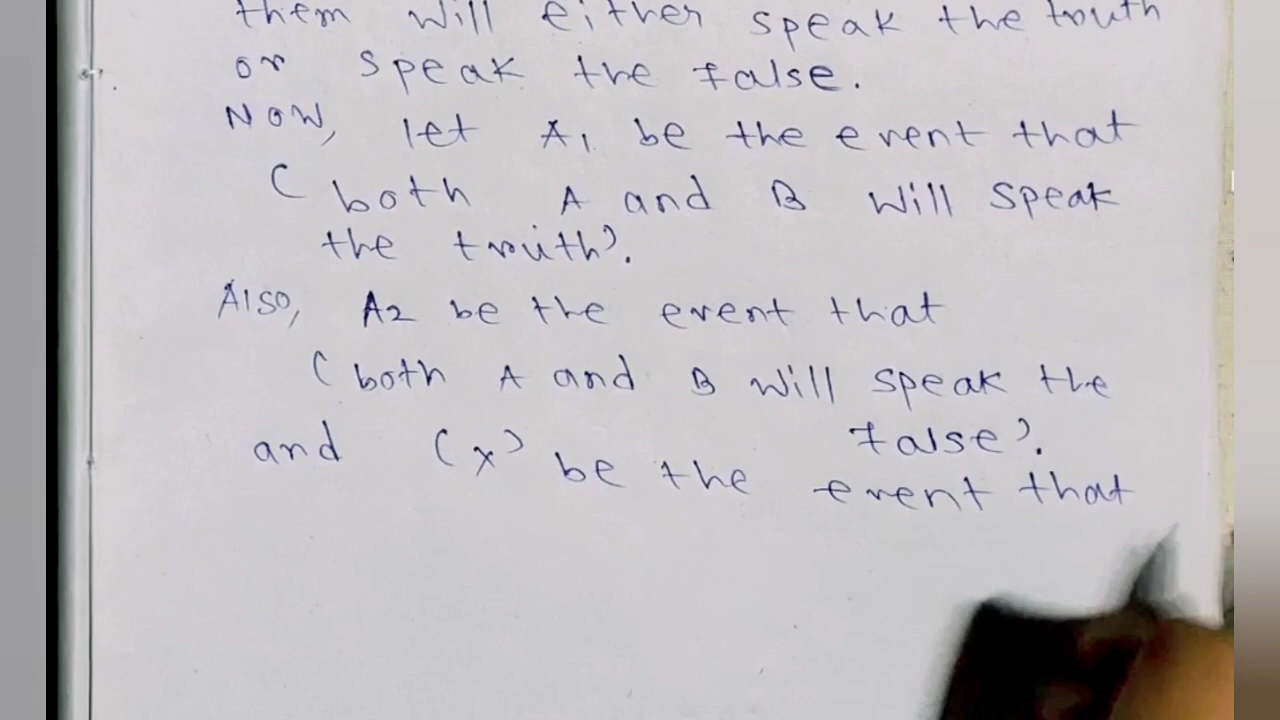 them will either speak the truth
or speak the false.
Now, let A1 be the event that
(both A and B will speak
the truth).
Also, A2 be the event that
(both A and B will speak the
false).
and (x) be the event that